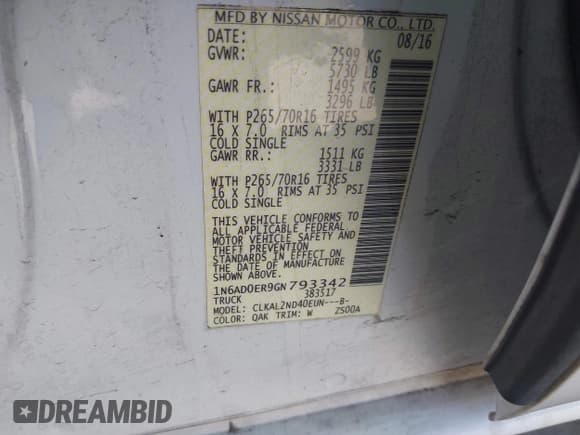 MFD BY NISSAN MOTOR CO., LTD.
DATE: 08/16
GVWR: 2599 KG
5730 LB
GAWR FR.: 1495 KG
3296 LB
WITH P265/70R16 TIRES
16 X 7.0 RIMS AT 35 PSI
COLD SINGLE
GAWR RR.: 1511 KG
3331 LB
WITH P265/70R16 TIRES
16 X 7.0 RIMS AT 35 PSI
COLD SINGLE
THIS VEHICLE CONFORMS TO
ALL APPLICABLE FEDERAL
MOTOR VEHICLE SAFETY AND
THEFT PREVENTION
STANDARDS IN EFFECT ON
THE DATE OF MANUFACTURE
SHOWN ABOVE.
1N6AD0ER9GN793342
TRUCK 383517
MODEL: CLKAL2ND40EUN---B-
COLOR: QAK TRIM: W ZS00A
DREAMBID